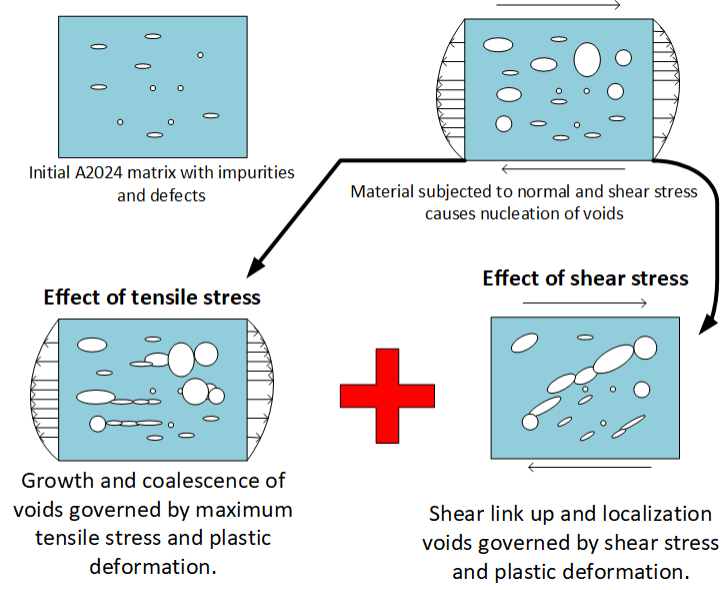 Initial A2024 matrix with impurities
and defects
Material subjected to normal and shear stress
causes nucleation of voids
Effect of tensile stress
Effect of shear stress
Growth and coalescence of
voids governed by maximum
tensile stress and plastic
deformation.
Shear link up and localization
voids governed by shear stress
and plastic deformation.